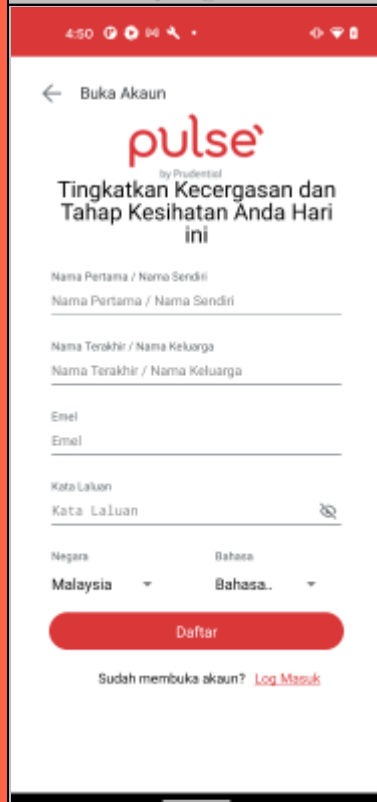 4:50
Buka Akaun
pulse
by Prudential
Tingkatkan Kecergasan dan
Tahap Kesihatan Anda Hari
ini
Nama Pertama / Nama Sendiri
Nama Pertama / Nama Sendiri
Nama Terakhir / Nama Keluarga
Nama Terakhir / Nama Keluarga
Emel
Emel
Kata Laluan
Kata Laluan
Negara Bahasa
Malaysia Bahasa..
Daftar
Sudah membuka akaun? Log Masuk